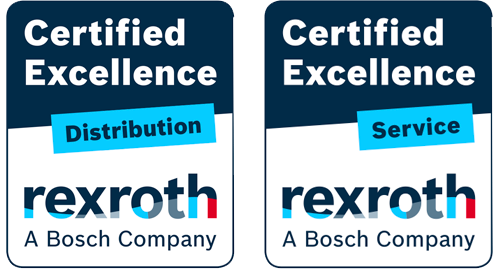 Certified
Excellence
Distribution
rexroth
A Bosch Company
Certified
Excellence
Service
rexroth
A Bosch Company